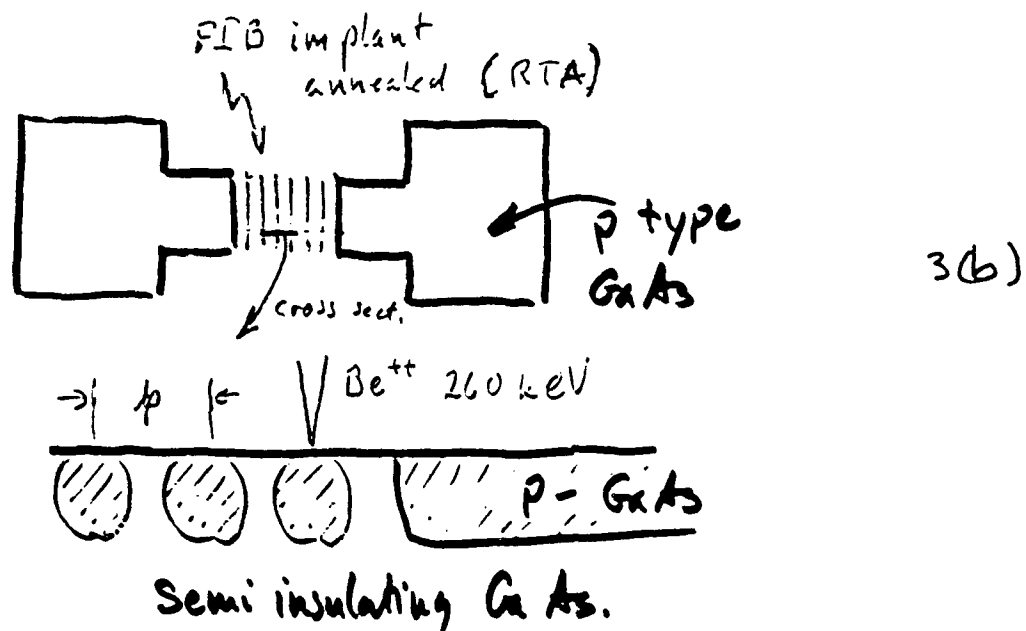 FIB implant
annealed (RTA)
p type
GaAs
3(b)
cross sect.
p
Be++ 260 keV
p - GaAs
Semi insulating GaAs.